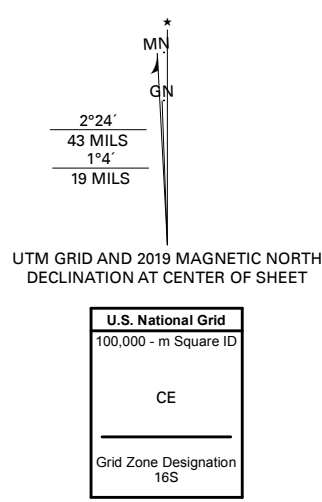 MN
GN
2°24´
43 MILS
1°4´
19 MILS
UTM GRID AND 2019 MAGNETIC NORTH
DECLINATION AT CENTER OF SHEET
U.S. National Grid
100,000 - m Square ID
CE
Grid Zone Designation
16S